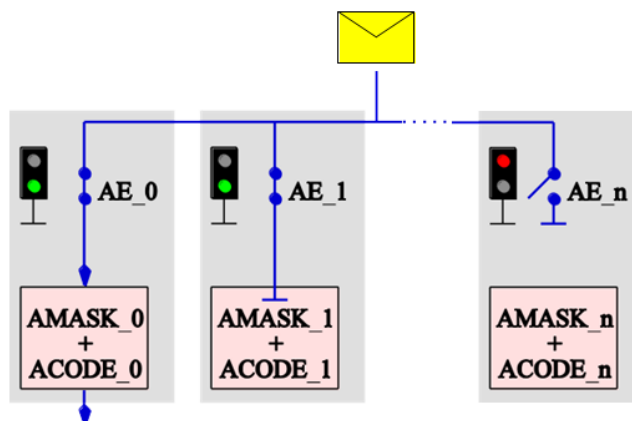 AE_0
AE_1
AE_n
AMASK_0
+
ACODE_0
AMASK_1
+
ACODE_1
AMASK_n
+
ACODE_n